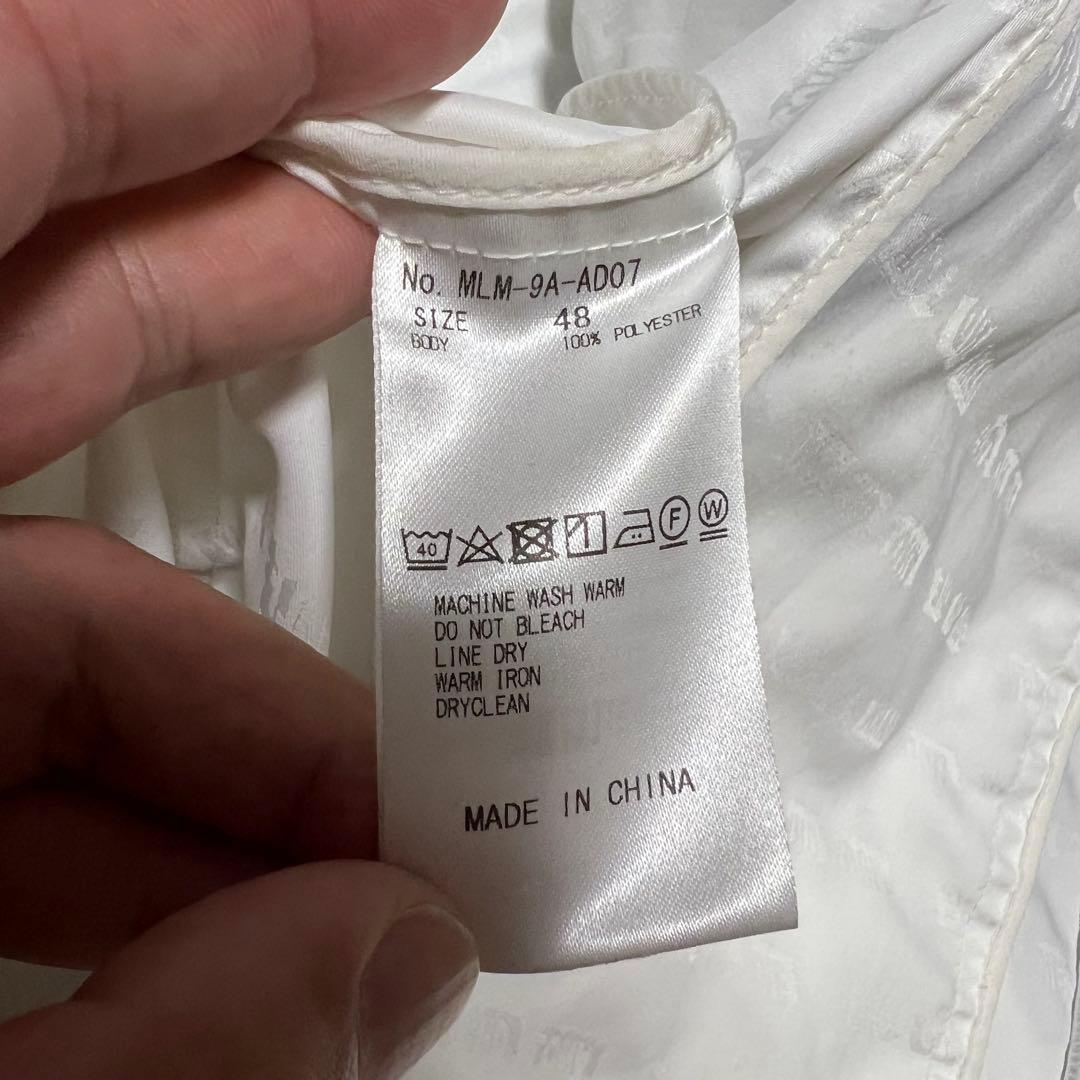 No. MLM-9A-AD07
SIZE 48
BODY 100% POLYESTER
40 F W
MACHINE WASH WARM
DO NOT BLEACH
LINE DRY
WARM IRON
DRYCLEAN
MADE IN CHINA